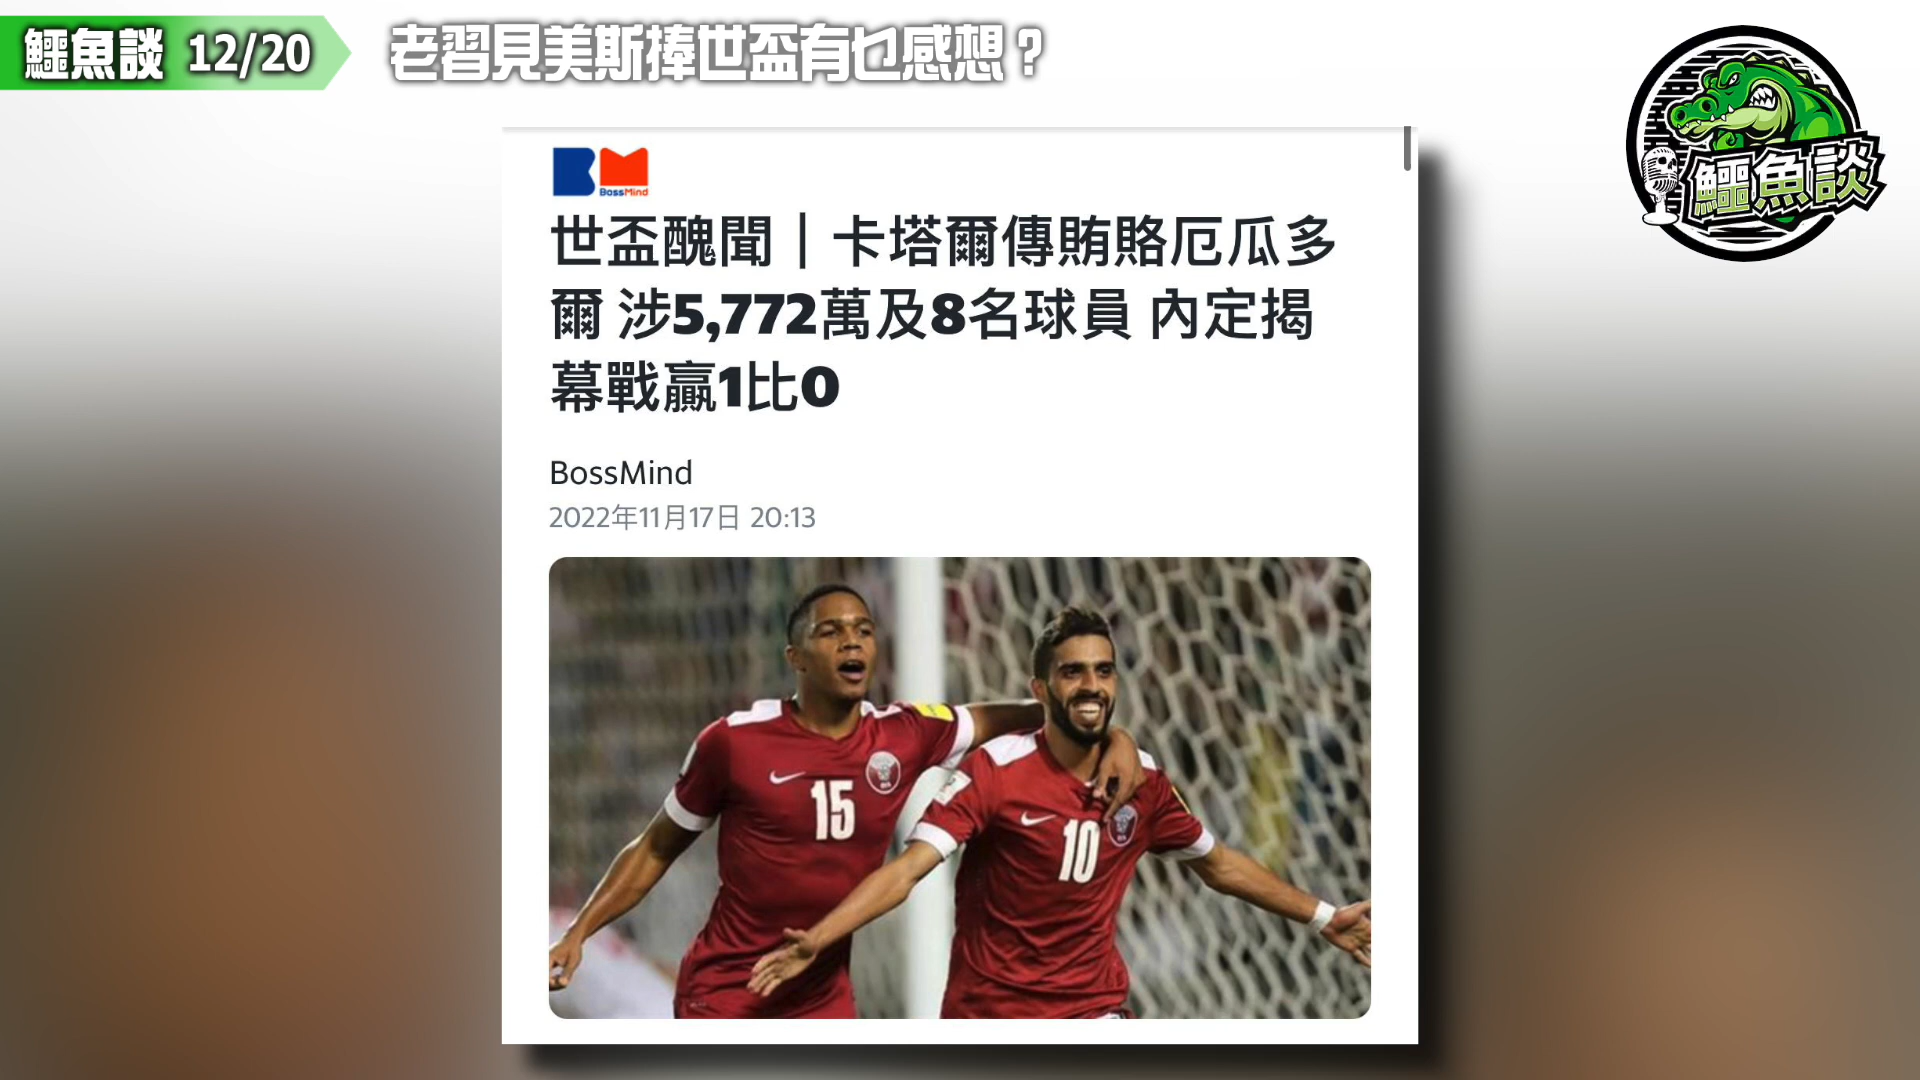 鱷魚談 12/20
老習見美斯捧世盃有乜感想？
鱷魚談
BossMind
世盃醜聞｜卡塔爾傳賄賂厄瓜多
爾 涉5,772萬及8名球員 內定揭
幕戰贏1比0
BossMind
2022年11月17日 20:13
15
10